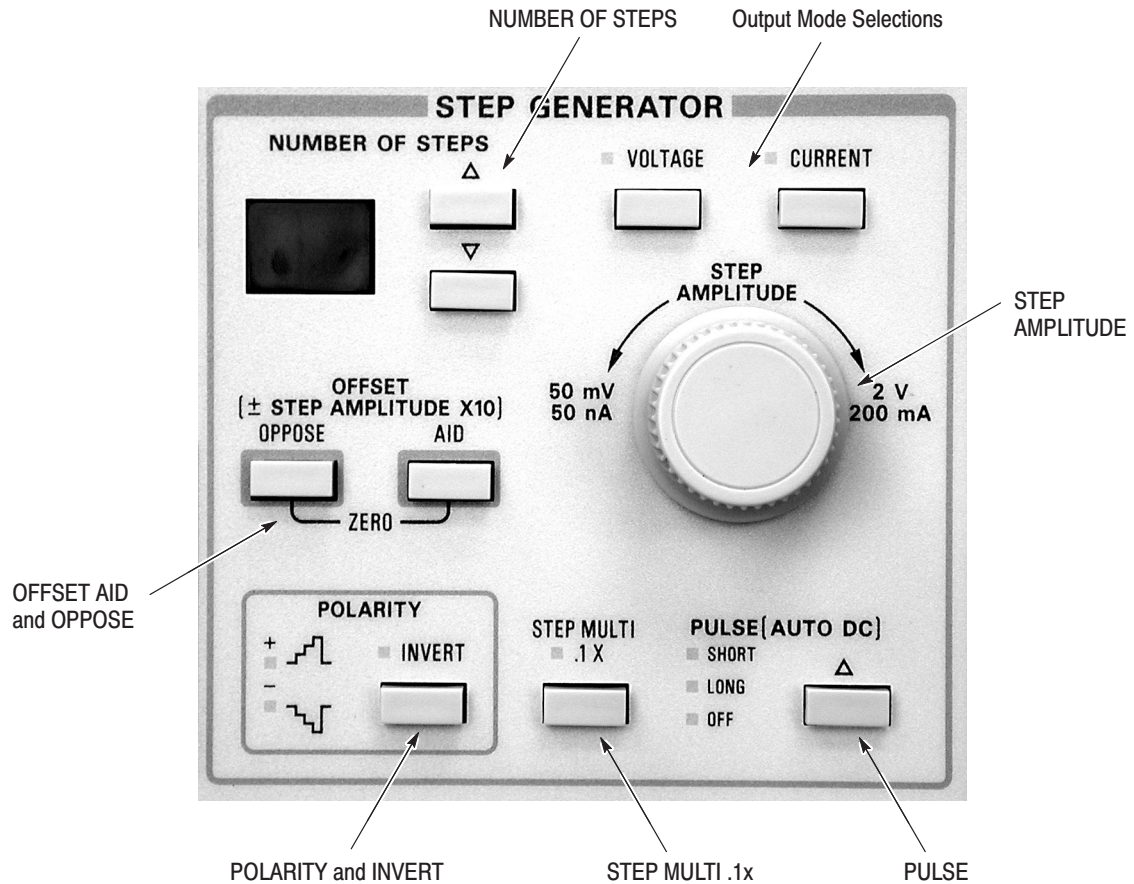 NUMBER OF STEPS
Output Mode Selections
STEP GENERATOR
NUMBER OF STEPS
VOLTAGE
CURRENT
STEP
AMPLITUDE
STEP
AMPLITUDE
50 mV
50 nA
2 V
200 mA
OFFSET
(± STEP AMPLITUDE X10)
OPPOSE
AID
ZERO
OFFSET AID
and OPPOSE
POLARITY
+
−
INVERT
STEP MULTI
.1 X
PULSE(AUTO DC)
SHORT
LONG
OFF
POLARITY and INVERT
STEP MULTI .1x
PULSE